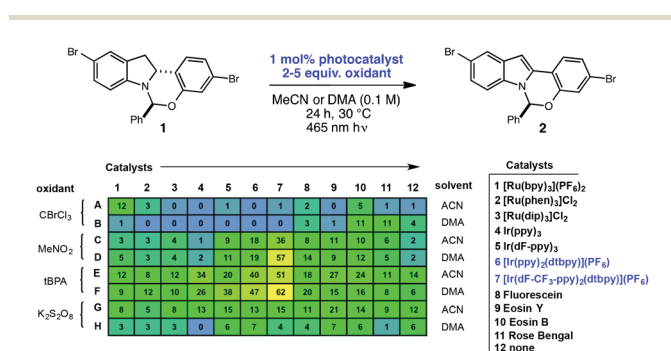 Br
Br
N
O
Ph
1
1 mol% photocatalyst
2-5 equiv. oxidant
MeCN or DMA (0.1 M)
24 h, 30 °C
465 nm hν
Br
Br
N
O
Ph
2
Catalysts
oxidant 1 2 3 4 5 6 7 8 9 10 11 12 solvent
CBrCl₃ A 12 3 0 0 1 0 1 2 0 5 1 1 ACN
B 1 0 0 0 0 0 0 3 1 11 11 4 DMA
MeNO₂ C 3 3 4 1 9 18 36 8 11 10 6 2 ACN
D 5 3 4 2 11 19 57 14 9 8 6 2 DMA
tBPA E 12 8 12 34 20 40 51 18 27 24 11 14 ACN
F 9 12 10 26 38 47 62 20 15 16 8 6 DMA
K₂S₂O₈ G 8 5 8 13 15 13 15 11 21 14 9 12 ACN
H 3 3 3 0 6 7 4 7 6 11 1 6 DMA
Catalysts
1 [Ru(bpy)₃](PF₆)₂
2 [Ru(phen)₃]Cl₂
3 [Ru(dip)₃]Cl₂
4 Ir(ppy)₃
5 Ir(dF-ppy)₃
6 [Ir(ppy)₂(dtbpy)](PF₆)
7 [Ir(dF-CF₃-ppy)₂(dtbpy)](PF₆)
8 Fluorescein
9 Eosin Y
10 Eosin B
11 Rose Bengal
12 none